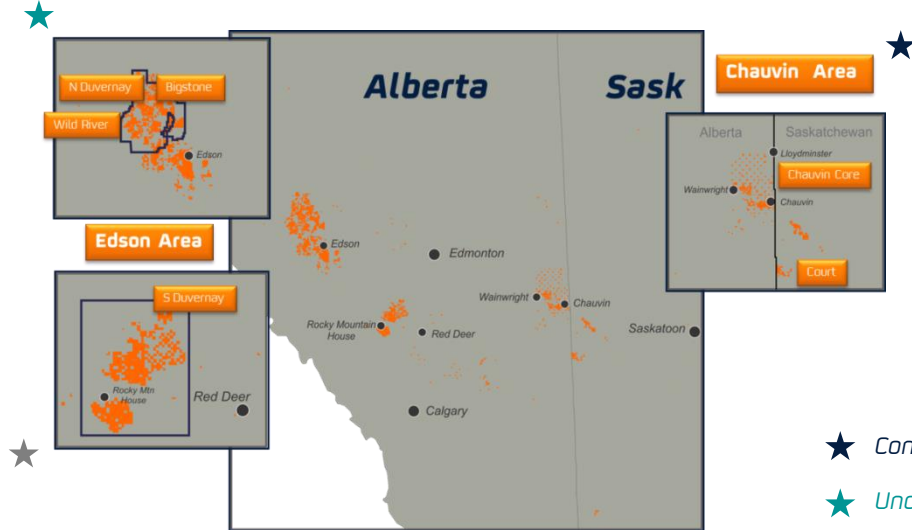 N Duvernay
Bigstone
Wild River
Edson
Edson Area
S Duvernay
Rocky Mtn
House
Red Deer
Alberta
Sask
Edson
Edmonton
Wainwright
Chauvin
Rocky Mountain
House
Red Deer
Saskatoon
Calgary
Chauvin Area
Alberta
Saskatchewan
Lloydminster
Chauvin Core
Wainwright
Chauvin
Court